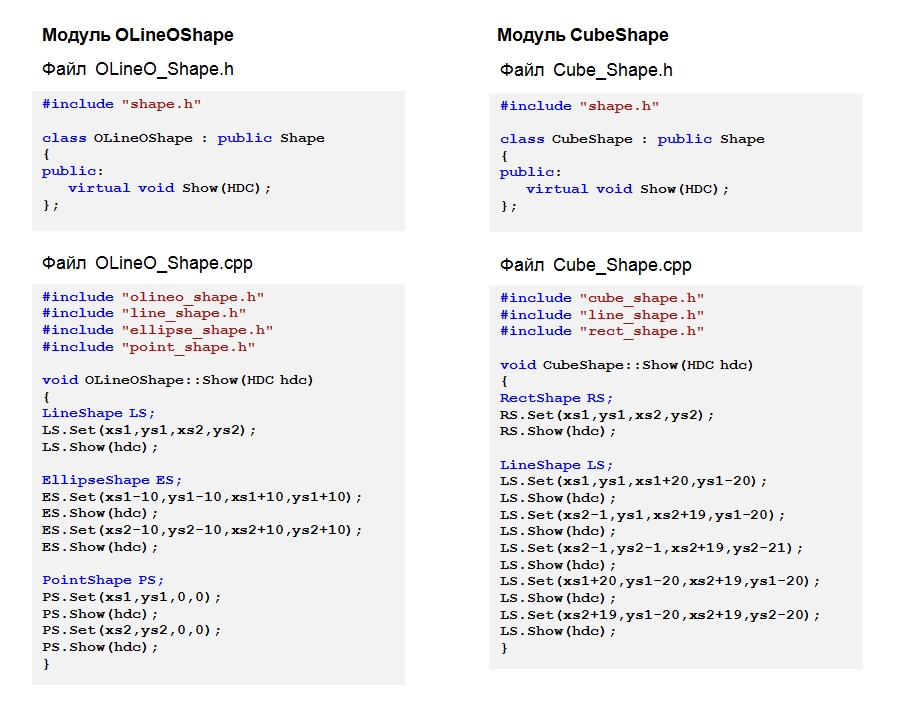 Модуль OLineOShape
Файл OLineO_Shape.h
#include "shape.h"
class OLineOShape : public Shape
{
public:
virtual void Show(HDC);
};
Файл OLineO_Shape.cpp
#include "olineo_shape.h"
#include "line_shape.h"
#include "ellipse_shape.h"
#include "point_shape.h"
void OLineOShape::Show(HDC hdc)
{
LineShape LS;
LS.Set(xs1,ys1,xs2,ys2);
LS.Show(hdc);
EllipseShape ES;
ES.Set(xs1-10,ys1-10,xs1+10,ys1+10);
ES.Show(hdc);
ES.Set(xs2-10,ys2-10,xs2+10,ys2+10);
ES.Show(hdc);
PointShape PS;
PS.Set(xs1,ys1,0,0);
PS.Show(hdc);
PS.Set(xs2,ys2,0,0);
PS.Show(hdc);
}
Модуль CubeShape
Файл Cube_Shape.h
#include "shape.h"
class CubeShape : public Shape
{
public:
virtual void Show(HDC);
};
Файл Cube_Shape.cpp
#include "cube_shape.h"
#include "line_shape.h"
#include "rect_shape.h"
void CubeShape::Show(HDC hdc)
{
RectShape RS;
RS.Set(xs1,ys1,xs2,ys2);
RS.Show(hdc);
LineShape LS;
LS.Set(xs1,ys1,xs1+20,ys1-20);
LS.Show(hdc);
LS.Set(xs2-1,ys1,xs2+19,ys1-20);
LS.Show(hdc);
LS.Set(xs2-1,ys2-1,xs2+19,ys2-21);
LS.Show(hdc);
LS.Set(xs1+20,ys1-20,xs2+19,ys1-20);
LS.Show(hdc);
LS.Set(xs2+19,ys1-20,xs2+19,ys2-20);
LS.Show(hdc);
}